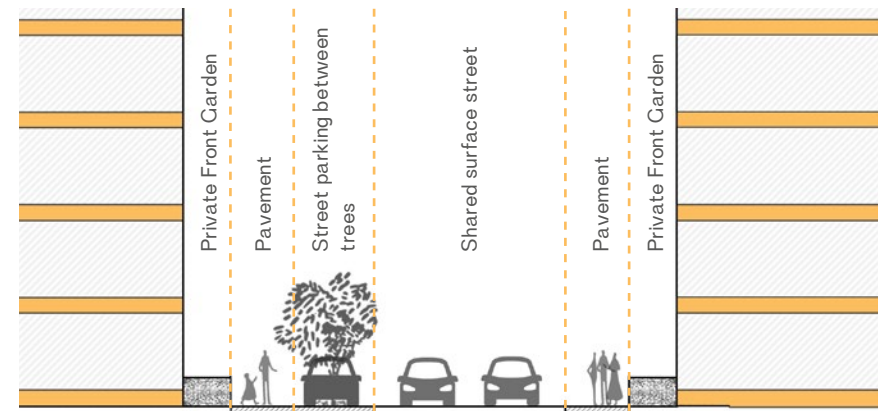 Private Front Garden
Pavement
Street parking between
trees
Shared surface street
Pavement
Private Front Garden